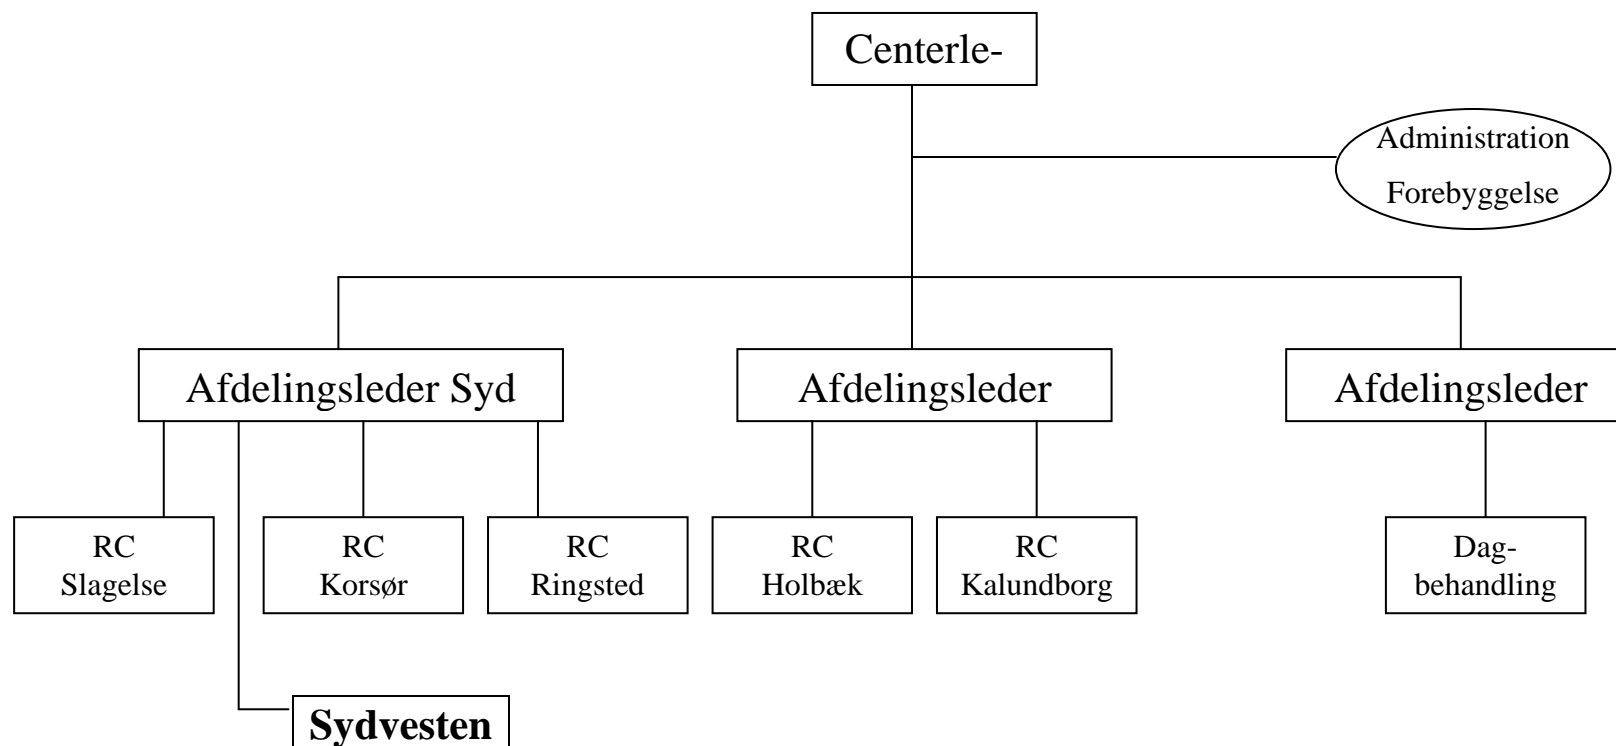 Centerle-
Administration
Forebyggelse
Afdelingsleder Syd
Afdelingsleder
Afdelingsleder
RC
Slagelse
RC
Korsør
RC
Ringsted
RC
Holbæk
RC
Kalundborg
Dag-
behandling
Sydvesten